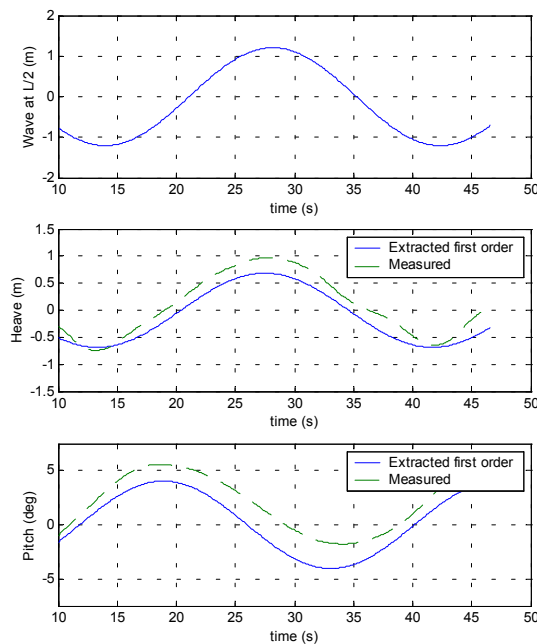 2
1
0
-1
-2
Wave at L/2 (m)
10 15 20 25 30 35 40 45 50
time (s)
1.5
1
0.5
0
-0.5
-1
-1.5
Heave (m)
Extracted first order
Measured
10 15 20 25 30 35 40 45 50
time (s)
5
0
-5
Pitch (deg)
Extracted first order
Measured
10 15 20 25 30 35 40 45 50
time (s)